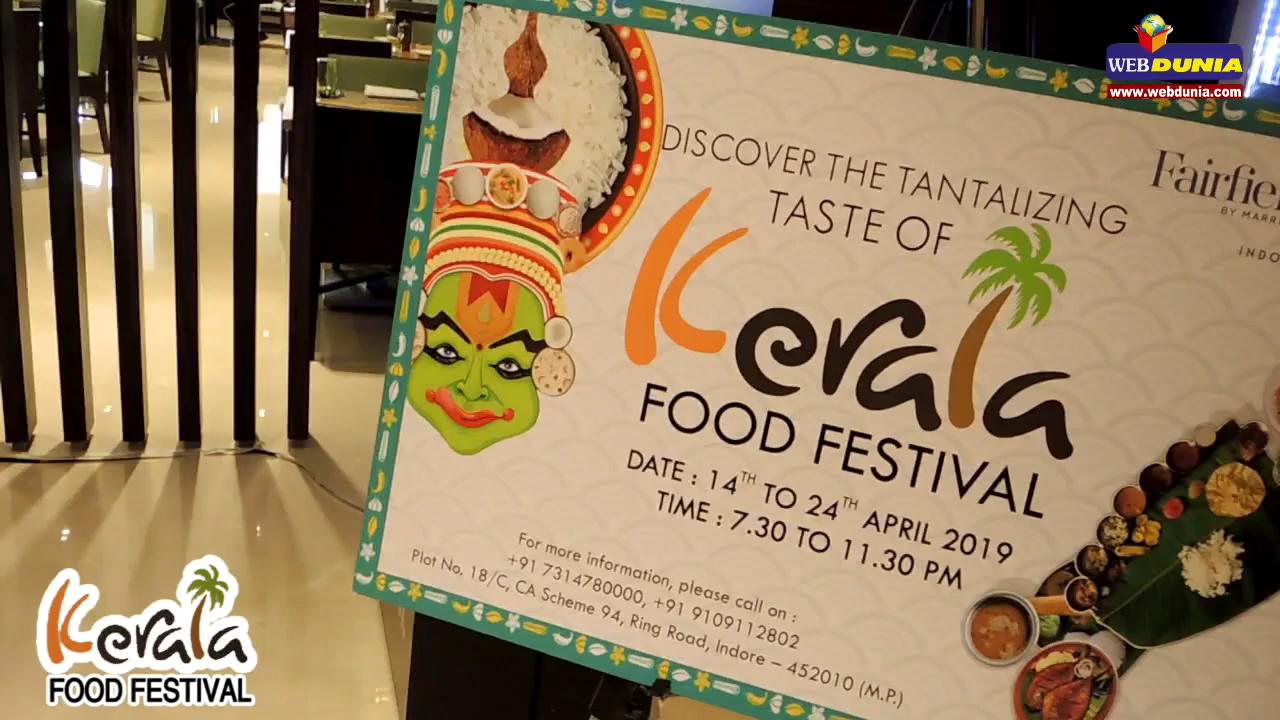 WEBDUNIA
www.webdunia.com
DISCOVER THE TANTALIZING
TASTE OF
Kerala
FOOD FESTIVAL
DATE : 14TH TO 24TH APRIL 2019
TIME : 7.30 TO 11.30 PM
For more information, please call on :
+91 7314780000, +91 9109112802
Plot No. 18/C, CA Scheme 94, Ring Road, Indore – 452010 (M.P.)
Kerala
FOOD FESTIVAL
BY